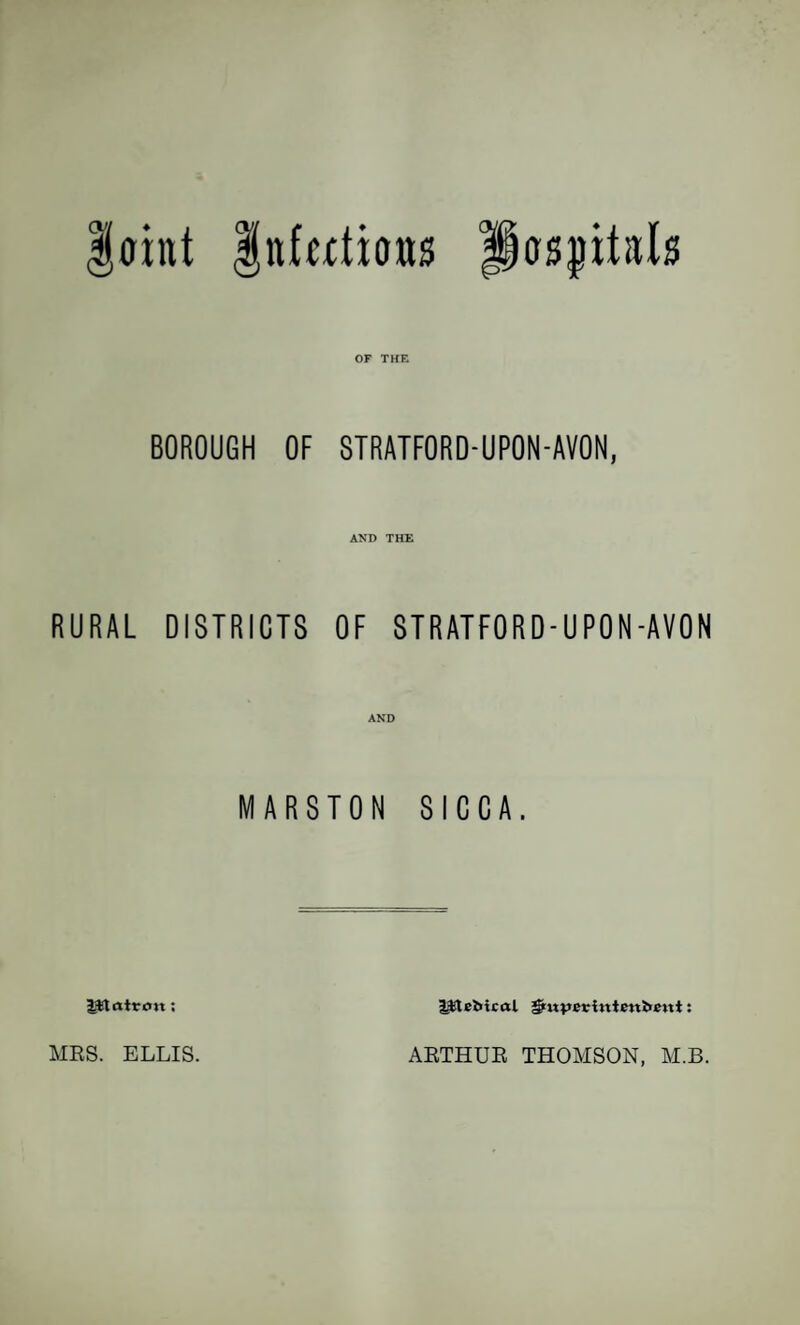 Joint Infectious Hospitals
OF THE
BOROUGH OF STRATFORD-UPON-AVON,
AND THE
RURAL DISTRICTS OF STRATFORD-UPON-AVON
AND
MARSTON SICCA.
Matron:
MRS. ELLIS.
Medical Superintendent:
ARTHUR THOMSON, M.B.